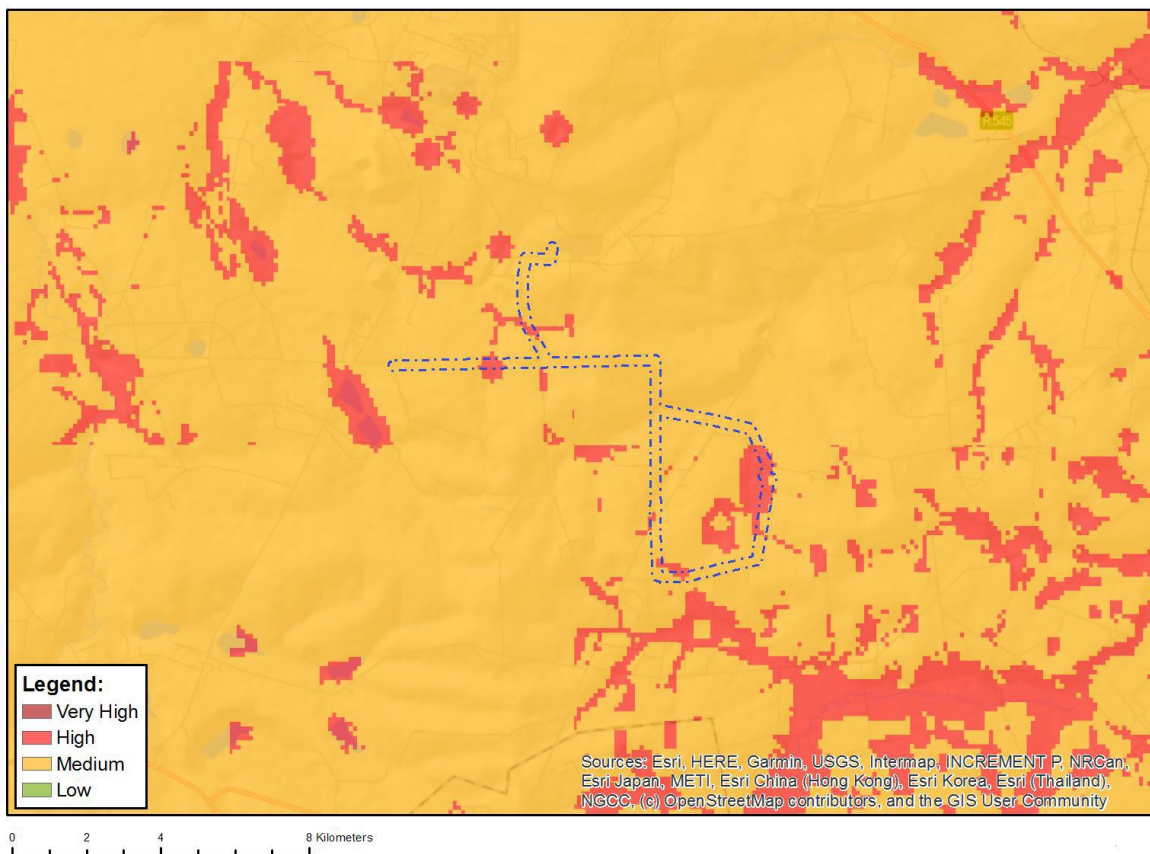 R545
Legend:
Very High
High
Medium
Low
Sources: Esri, HERE, Garmin, USGS, Intermap, INCREMENT P, NRCan,
Esri Japan, METI, Esri China (Hong Kong), Esri Korea, Esri (Thailand),
NGCC, (c) OpenStreetMap contributors, and the GIS User Community
0 2 4 8 Kilometers